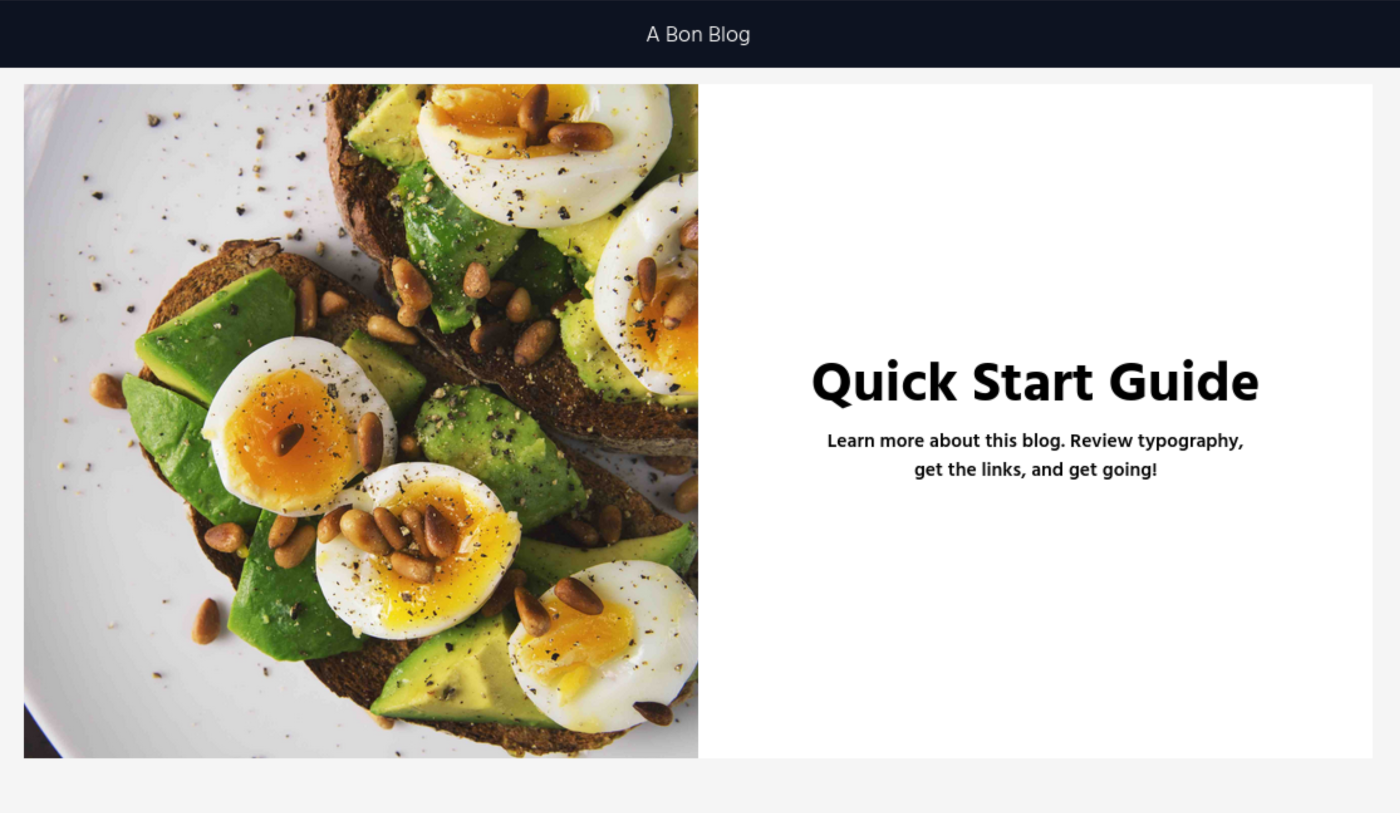 A Bon Blog
Quick Start Guide
Learn more about this blog. Review typography,
get the links, and get going!